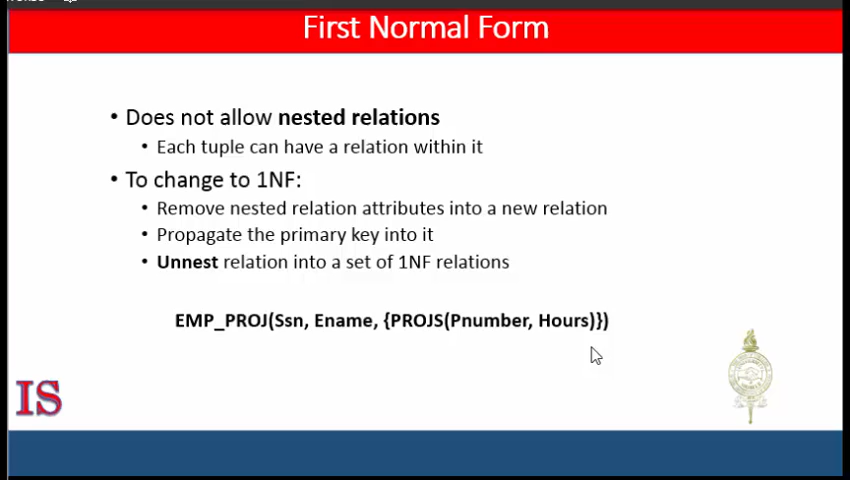 First Normal Form
• Does not allow nested relations
• Each tuple can have a relation within it
• To change to 1NF:
• Remove nested relation attributes into a new relation
• Propagate the primary key into it
• Unnest relation into a set of 1NF relations
EMP_PROJ(Ssn, Ename, {PROJS(Pnumber, Hours)})
IS